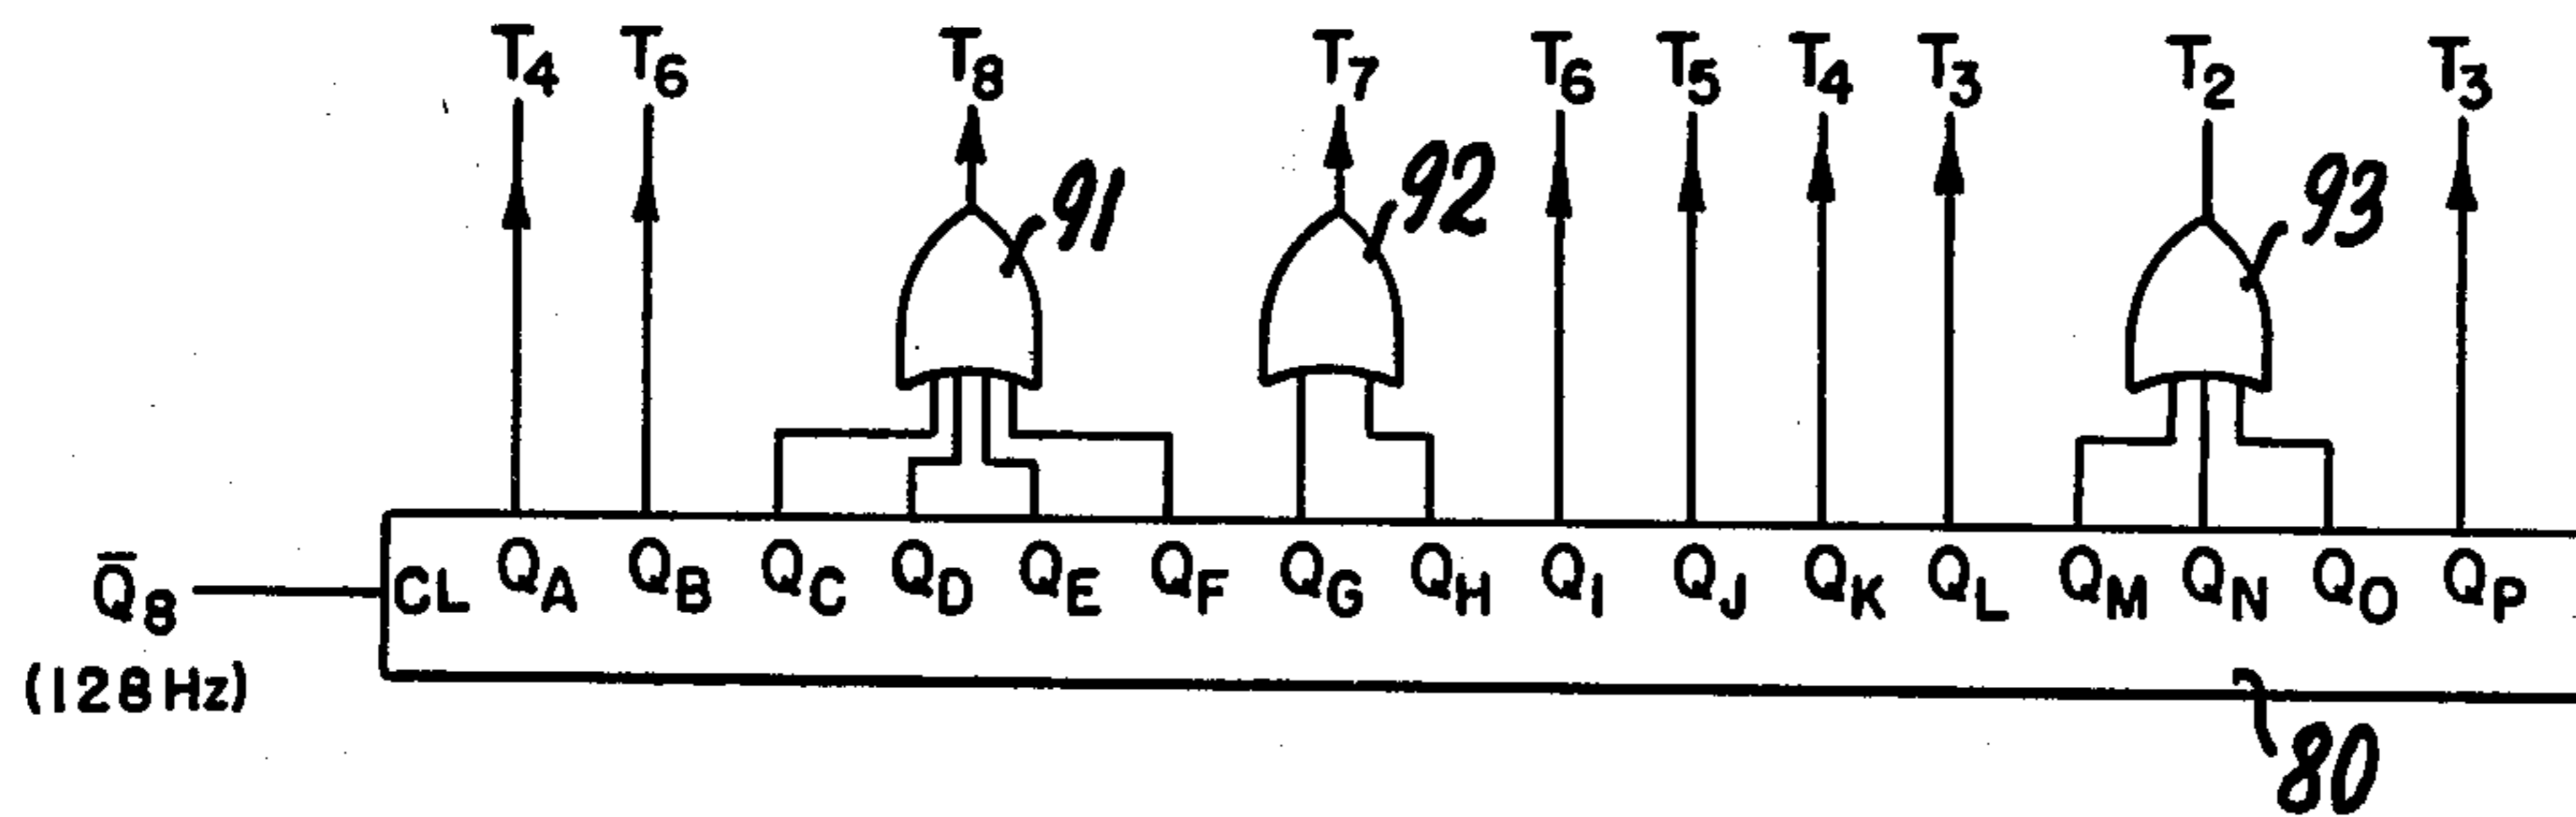 T4 T6 T8 T7 T6 T5 T4 T3 T2 T3
91 92 93
Q̅8 CL QA QB QC QD QE QF QG QH QI QJ QK QL QM QN QO QP
(128Hz)
80